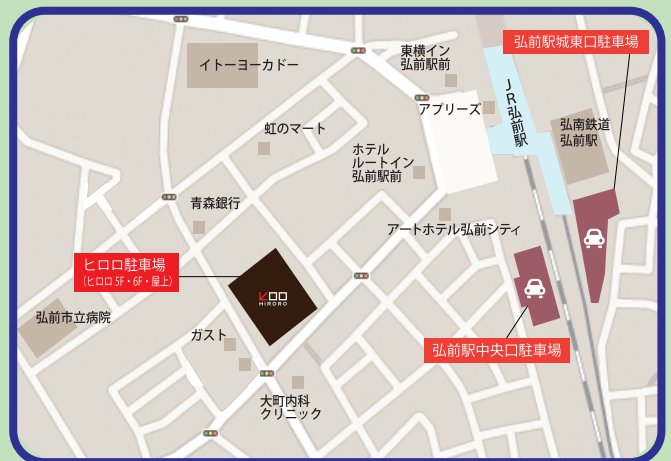 弘前駅城東口駐車場
東横イン
弘前駅前
イトーヨーカドー
JR弘前駅
アプリーズ
弘南鉄道
弘前駅
虹のマート
ホテル
ルートイン
弘前駅前
青森銀行
アートホテル弘前シティ
ヒロロ駐車場
(ヒロロ 5F・6F・屋上)
ヒロロ
HIRORO
弘前市立病院
ガスト
弘前駅中央口駐車場
大町内科
クリニック